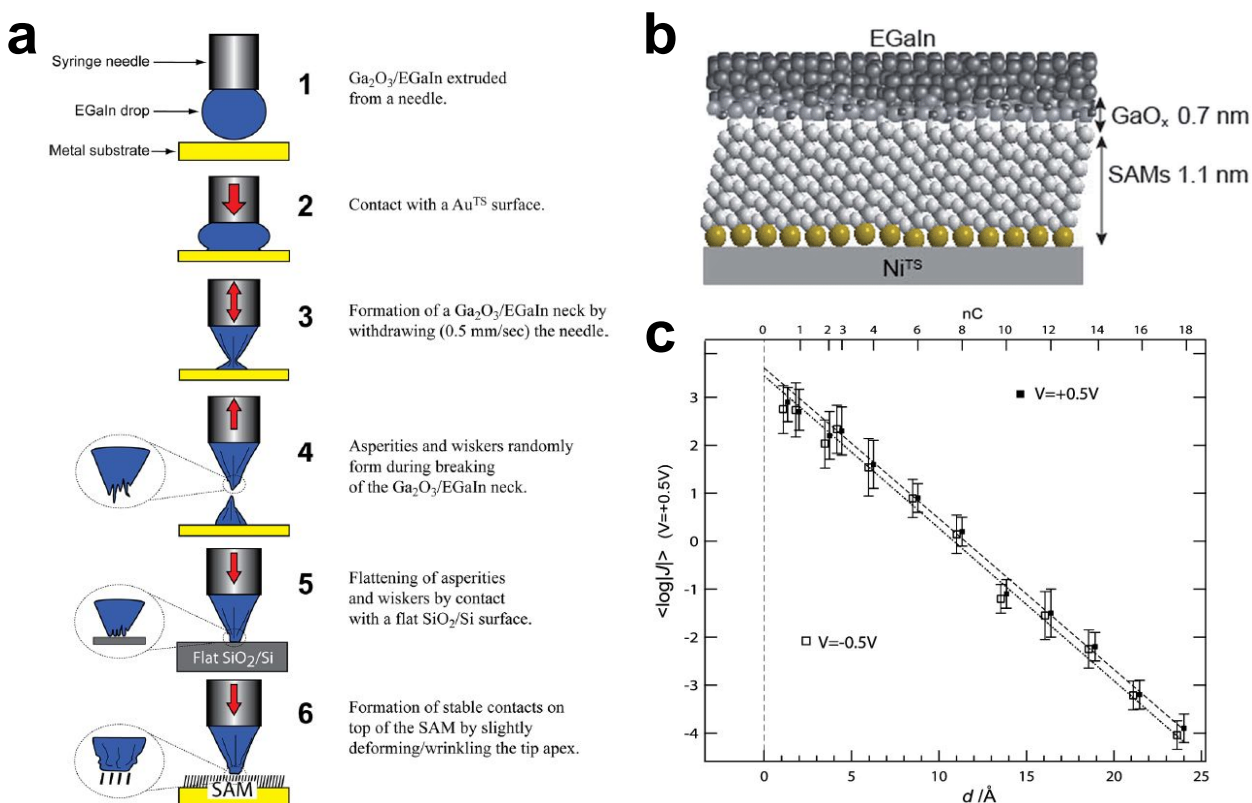 a
Syringe needle
EGaIn drop
Metal substrate
1
Ga₂O₃/EGaIn extruded
from a needle.
2
Contact with a Auᵀˢ surface.
3
Formation of a Ga₂O₃/EGaIn neck by
withdrawing (0.5 mm/sec) the needle.
4
Asperities and wiskers randomly
form during breaking
of the Ga₂O₃/EGaIn neck.
5
Flattening of asperities
and wiskers by contact
with a flat SiO₂/Si surface.
Flat SiO₂/Si
6
Formation of stable contacts on
top of the SAM by slightly
deforming/wrinkling the tip apex.
SAM
b
EGaIn
GaOₓ 0.7 nm
SAMs 1.1 nm
Niᵀˢ
c
nC
0 1 2 3 4 6 8 10 12 14 16 18
V=+0.5V
V=-0.5V
<log|J|> (V=+0.5V)
3
2
1
0
-1
-2
-3
-4
0 5 10 15 20 25
d /Å